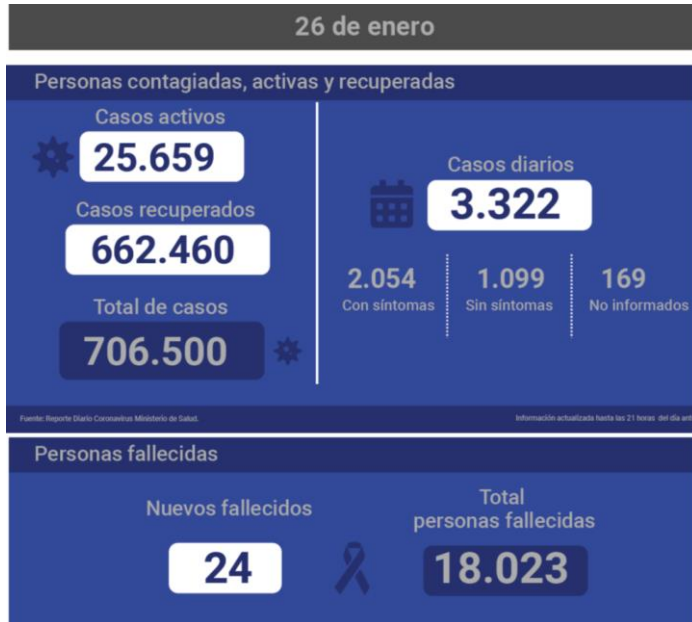 26 de enero
Personas contagiadas, activas y recuperadas
Casos activos
25.659
Casos recuperados
662.460
Total de casos
706.500
Casos diarios
3.322
2.054
Con síntomas
1.099
Sin síntomas
169
No informados
Fuente: Reporte Diario Coronavirus Ministerio de Salud.
Información actualizada hasta las 21 horas del día
Personas fallecidas
Nuevos fallecidos
24
Total
personas fallecidas
18.023